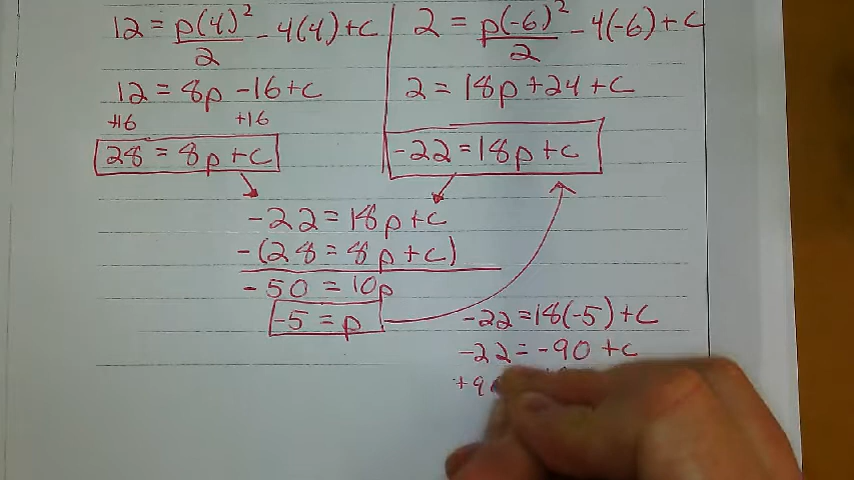 12 = p(4)²/2 - 4(4) + c
12 = 8p - 16 + c
+16 +16
28 = 8p + c
2 = p(-6)²/2 - 4(-6) + c
2 = 18p + 24 + c
-22 = 18p + c
-22 = 18p + c
-(28 = 8p + c)
-50 = 10p
-5 = p
-22 = 18(-5) + c
-22 = -90 + c
+90